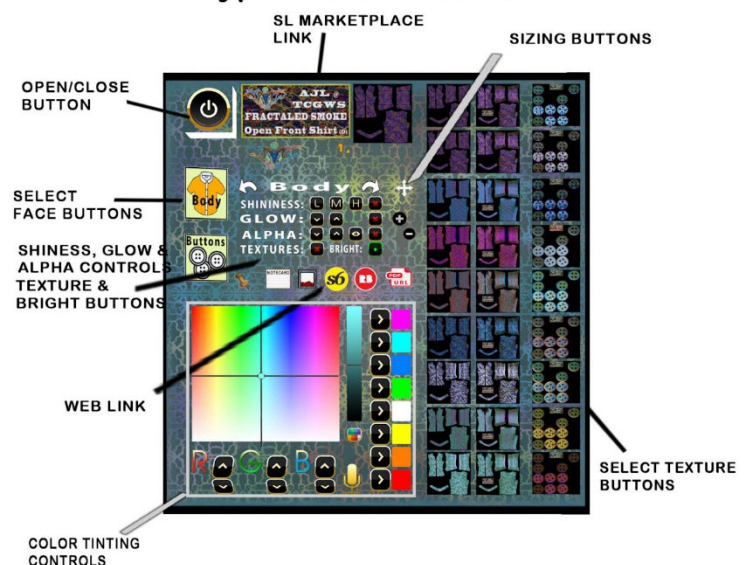 SL MARKETPLACE
LINK
SIZING BUTTONS
OPEN/CLOSE
BUTTON
AJL @
TCGWS
FRACTALED SMOKE
Open Front Shirt
Body
SELECT
FACE BUTTONS
Body
SHININESS: L M H
GLOW:
ALPHA:
TEXTURES: BRIGHT:
Buttons
SHINESS, GLOW &
ALPHA CONTROLS
TEXTURE &
BRIGHT BUTTONS
NOTECARD
s6
RB
PDF
URL
WEB LINK
R G B
SELECT TEXTURE
BUTTONS
COLOR TINTING
CONTROLS